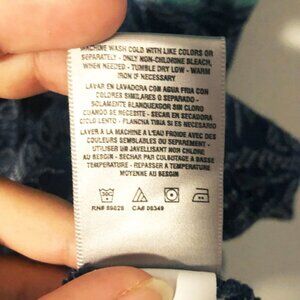 MACHINE WASH COLD WITH LIKE COLORS OR
SEPARATELY - ONLY NON-CHLORINE BLEACH,
WHEN NEEDED - TUMBLE DRY LOW - WARM
IRON IF NECESSARY
LAVAR EN LAVADORA CON AGUA FRIA CON
COLORES SIMILARES O SEPARADO -
SOLAMENTE BLANQUEADOR SIN CLORO
CUANDO SE NECESITE - SECAR EN SECADORA
CICLO LENTO - PLANCHA TIBIA SI ES NECESARIO
LAVER À LA MACHINE A L'EAU FROIDE AVEC DES
COULEURS SEMBLABLES OU SEPAREMENT -
UTILISER UN JAVELLISANT NON CHLORE
AU BESOIN - SECHAR PAR CULBUTAGE A BASSE
TEMPERATURE - REPASSER A TEMPERATURE
MOYENNE AU BESOIN
RN# 59825 CA# 08349